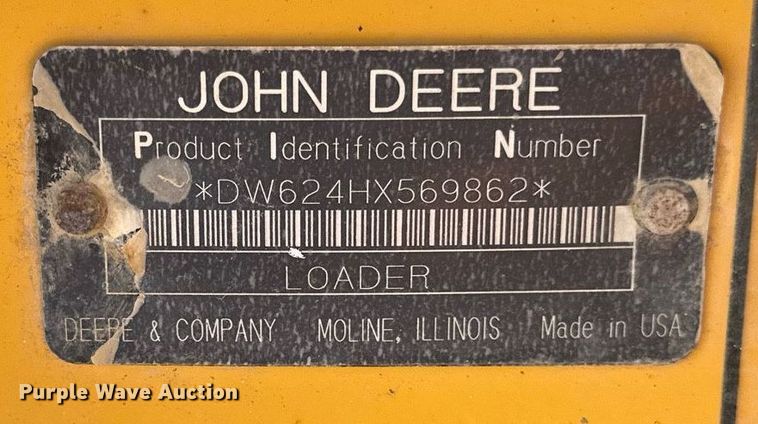 JOHN DEERE
Product Identification Number
*DW624HX569862*
LOADER
DEERE & COMPANY MOLINE, ILLINOIS Made in USA
Purple Wave Auction